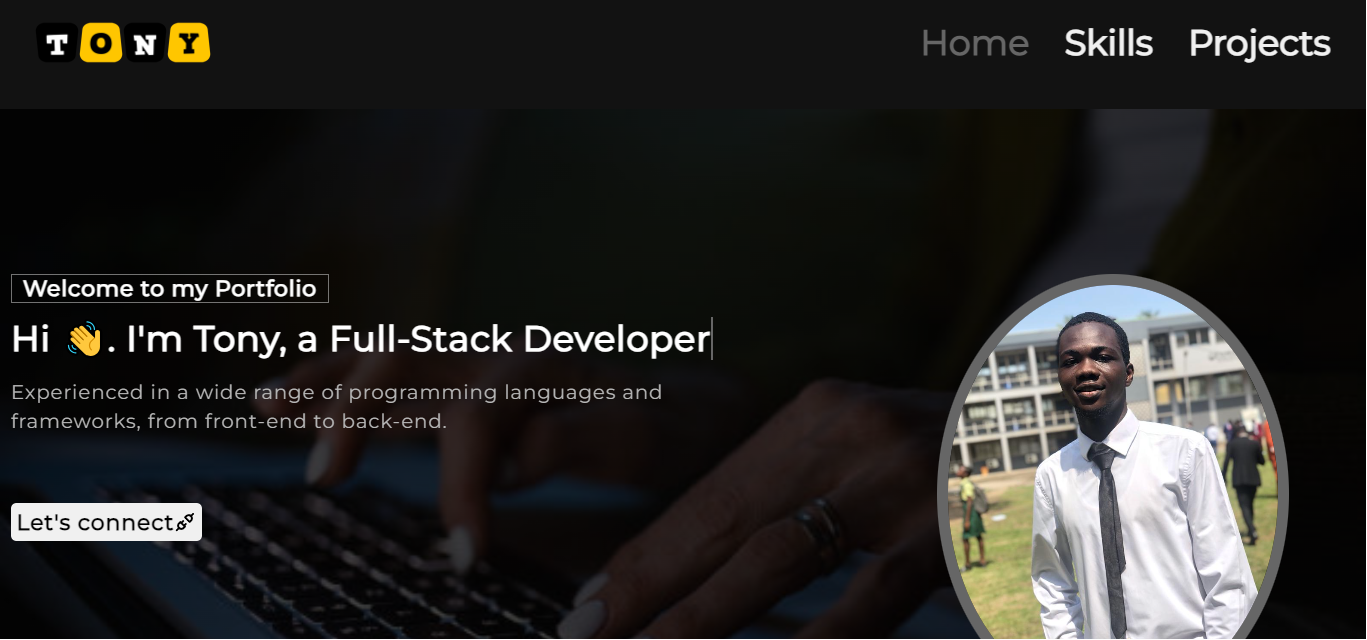 TONY
Home Skills Projects
Welcome to my Portfolio
Hi 👋. I'm Tony, a Full-Stack Developer
Experienced in a wide range of programming languages and
frameworks, from front-end to back-end.
Let's connect